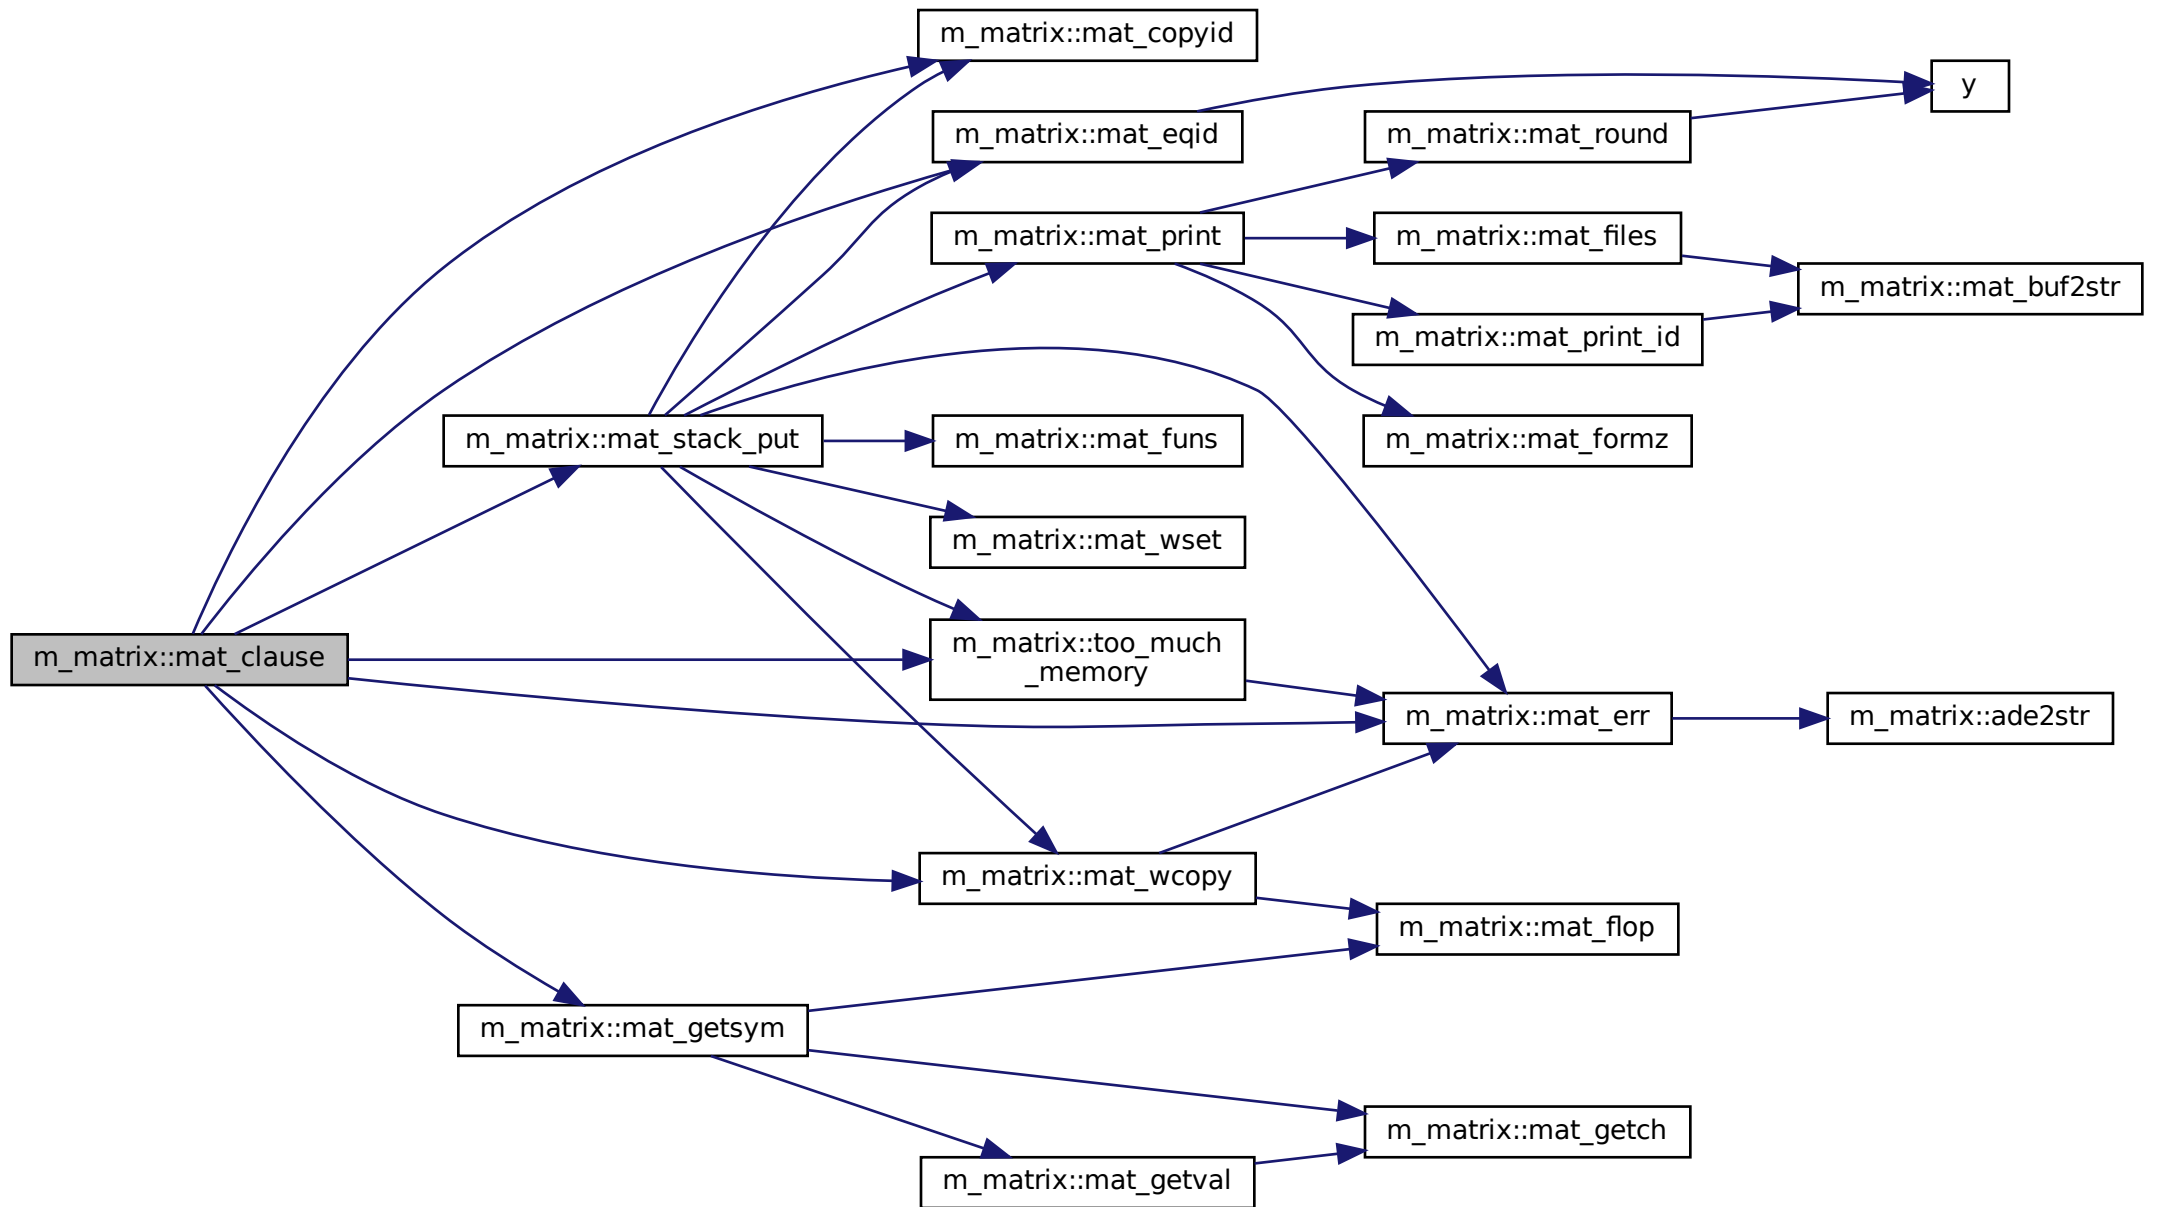 m_matrix::mat_copyid
y
m_matrix::mat_eqid
m_matrix::mat_round
m_matrix::mat_print
m_matrix::mat_files
m_matrix::mat_buf2str
m_matrix::mat_print_id
m_matrix::mat_stack_put
m_matrix::mat_funs
m_matrix::mat_formz
m_matrix::mat_wset
m_matrix::mat_clause
m_matrix::too_much
_memory
m_matrix::mat_err
m_matrix::ade2str
m_matrix::mat_wcopy
m_matrix::mat_flop
m_matrix::mat_getsym
m_matrix::mat_getch
m_matrix::mat_getval